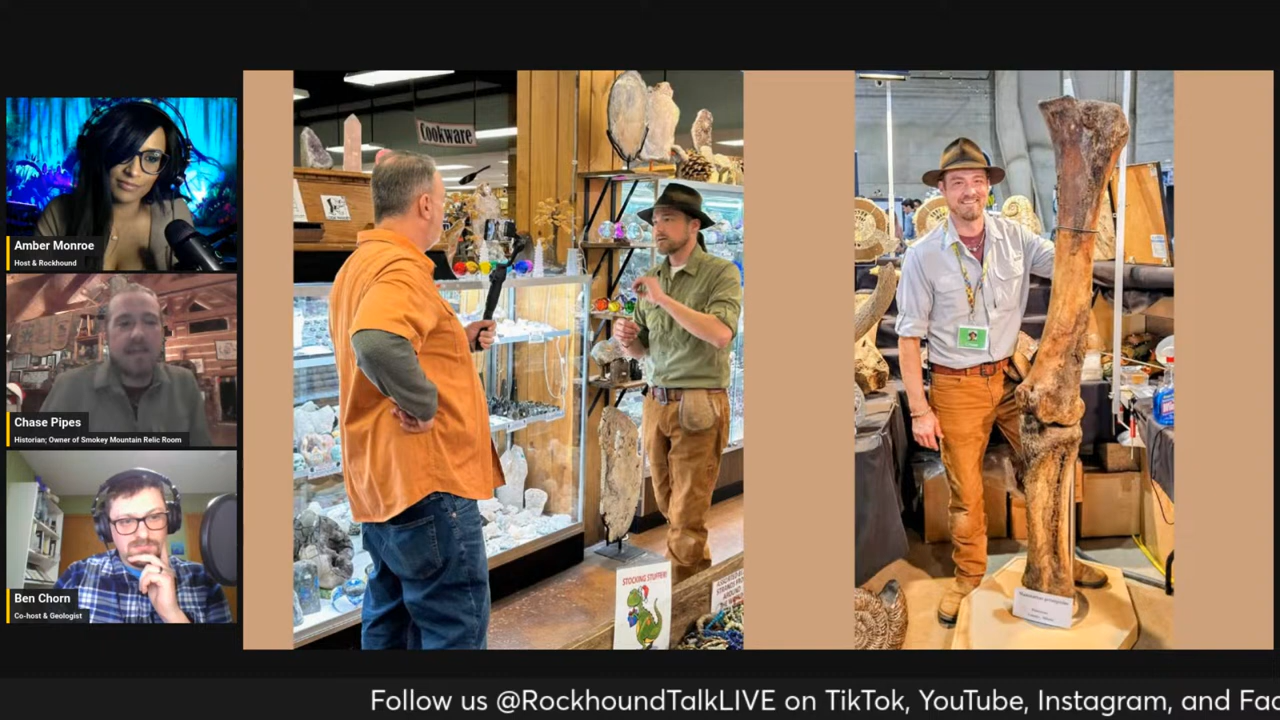 Amber Monroe
Host & Rockhound
Chase Pipes
Historian; Owner of Smokey Mountain Relic Room
Ben Chorn
Co-host & Geologist
Cookware
STOCKING STUFFER!
Follow us @RockhoundTalkLIVE on TikTok, YouTube, Instagram, and Fac